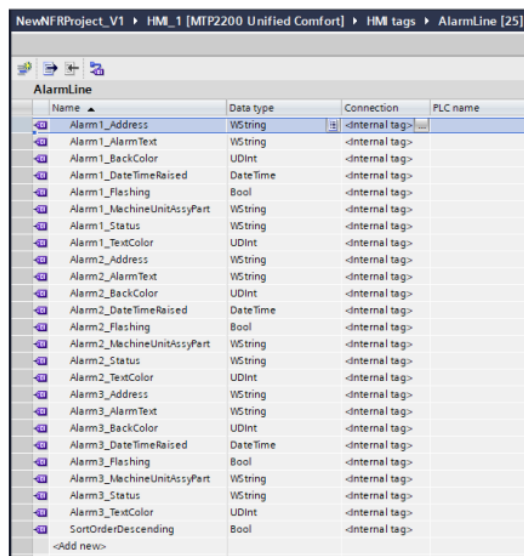 NewNFRProject_V1 ▸ HMI_1 [MTP2200 Unified Comfort] ▸ HMI tags ▸ AlarmLine [25]
AlarmLine
Name Data type Connection PLC name
Alarm1_Address WString <Internal tag>
Alarm1_AlarmText WString <Internal tag>
Alarm1_BackColor UDInt <Internal tag>
Alarm1_DateTimeRaised DateTime <Internal tag>
Alarm1_Flashing Bool <Internal tag>
Alarm1_MachineUnitAssyPart WString <Internal tag>
Alarm1_Status WString <Internal tag>
Alarm1_TextColor UDInt <Internal tag>
Alarm2_Address WString <Internal tag>
Alarm2_AlarmText WString <Internal tag>
Alarm2_BackColor UDInt <Internal tag>
Alarm2_DateTimeRaised DateTime <Internal tag>
Alarm2_Flashing Bool <Internal tag>
Alarm2_MachineUnitAssyPart WString <Internal tag>
Alarm2_Status WString <Internal tag>
Alarm2_TextColor UDInt <Internal tag>
Alarm3_Address WString <Internal tag>
Alarm3_AlarmText WString <Internal tag>
Alarm3_BackColor UDInt <Internal tag>
Alarm3_DateTimeRaised DateTime <Internal tag>
Alarm3_Flashing Bool <Internal tag>
Alarm3_MachineUnitAssyPart WString <Internal tag>
Alarm3_Status WString <Internal tag>
Alarm3_TextColor UDInt <Internal tag>
SortOrderDescending Bool <Internal tag>
<Add new>